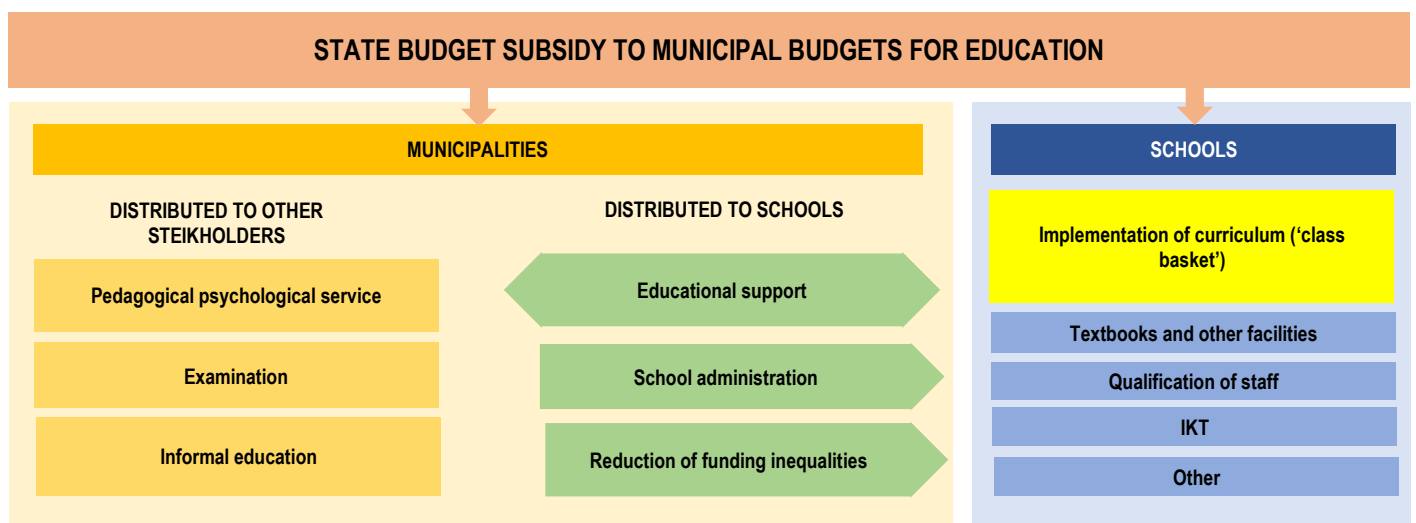 STATE BUDGET SUBSIDY TO MUNICIPAL BUDGETS FOR EDUCATION
MUNICIPALITIES
DISTRIBUTED TO OTHER
STEIKHOLDERS
Pedagogical psychological service
Examination
Informal education
DISTRIBUTED TO SCHOOLS
Educational support
School administration
Reduction of funding inequalities
SCHOOLS
Implementation of curriculum (‘class
basket’)
Textbooks and other facilities
Qualification of staff
IKT
Other